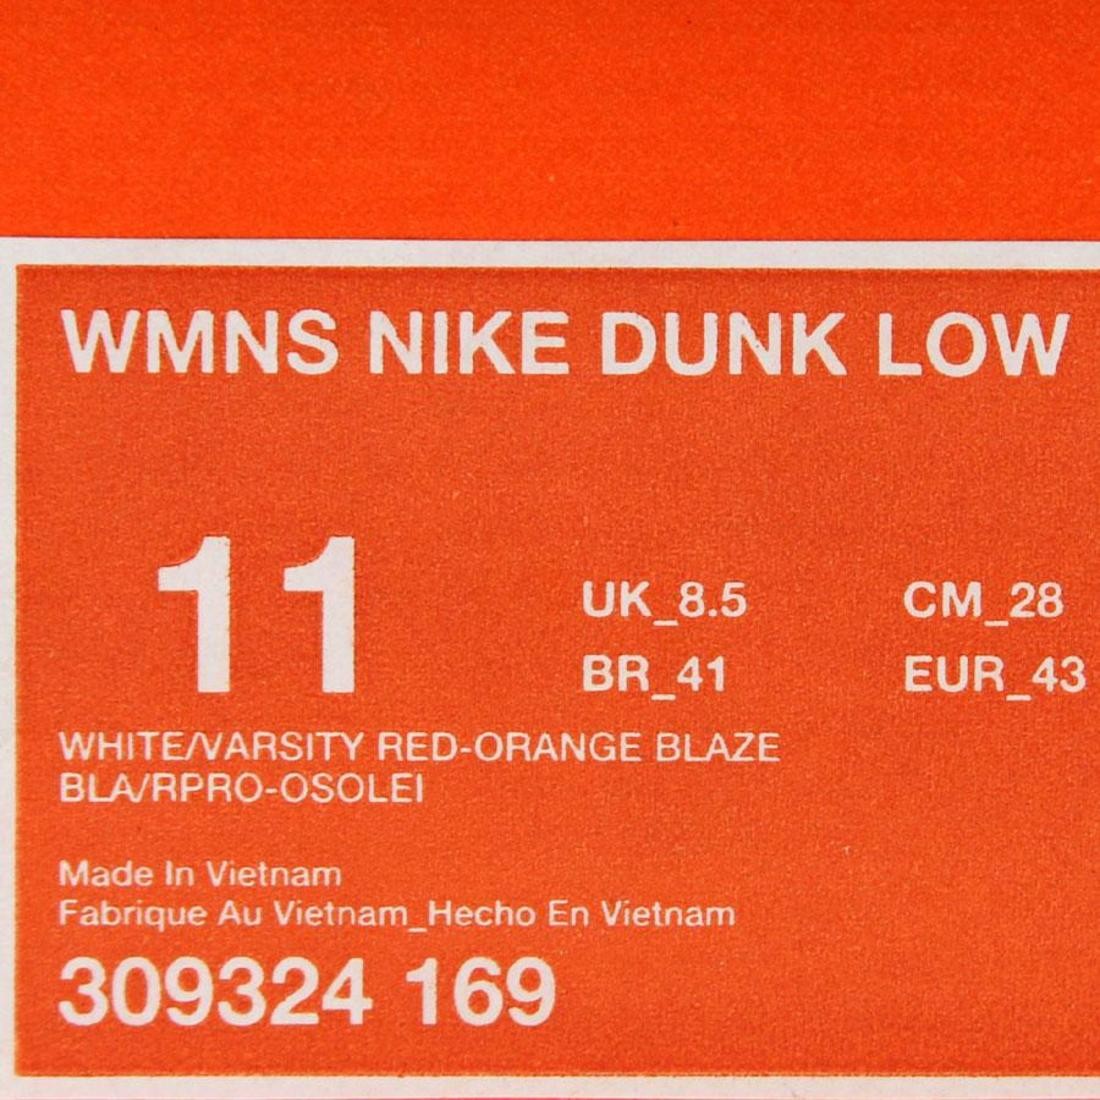 WMNS NIKE DUNK LOW
11
UK_8.5 CM_28
BR_41 EUR_43
WHITE/VARSITY RED-ORANGE BLAZE
BLA/RPRO-OSOLEI
Made In Vietnam
Fabrique Au Vietnam_Hecho En Vietnam
309324 169